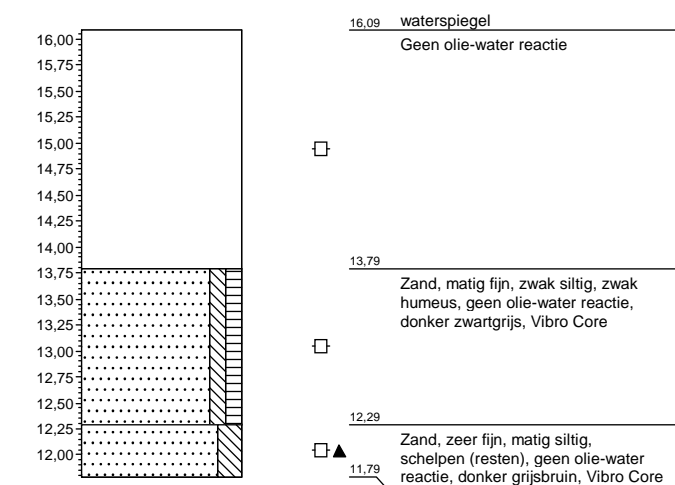 16,09 waterspiegel
16,00
Geen olie-water reactie
15,75
15,50
15,25
15,00
14,75
14,50
14,25
14,00
13,79
13,75
Zand, matig fijn, zwak siltig, zwak
humeus, geen olie-water reactie,
donker zwartgrijs, Vibro Core
13,50
13,25
13,00
12,75
12,50
12,29
12,25
Zand, zeer fijn, matig siltig,
schelpen (resten), geen olie-water
reactie, donker grijsbruin, Vibro Core
12,00
11,79